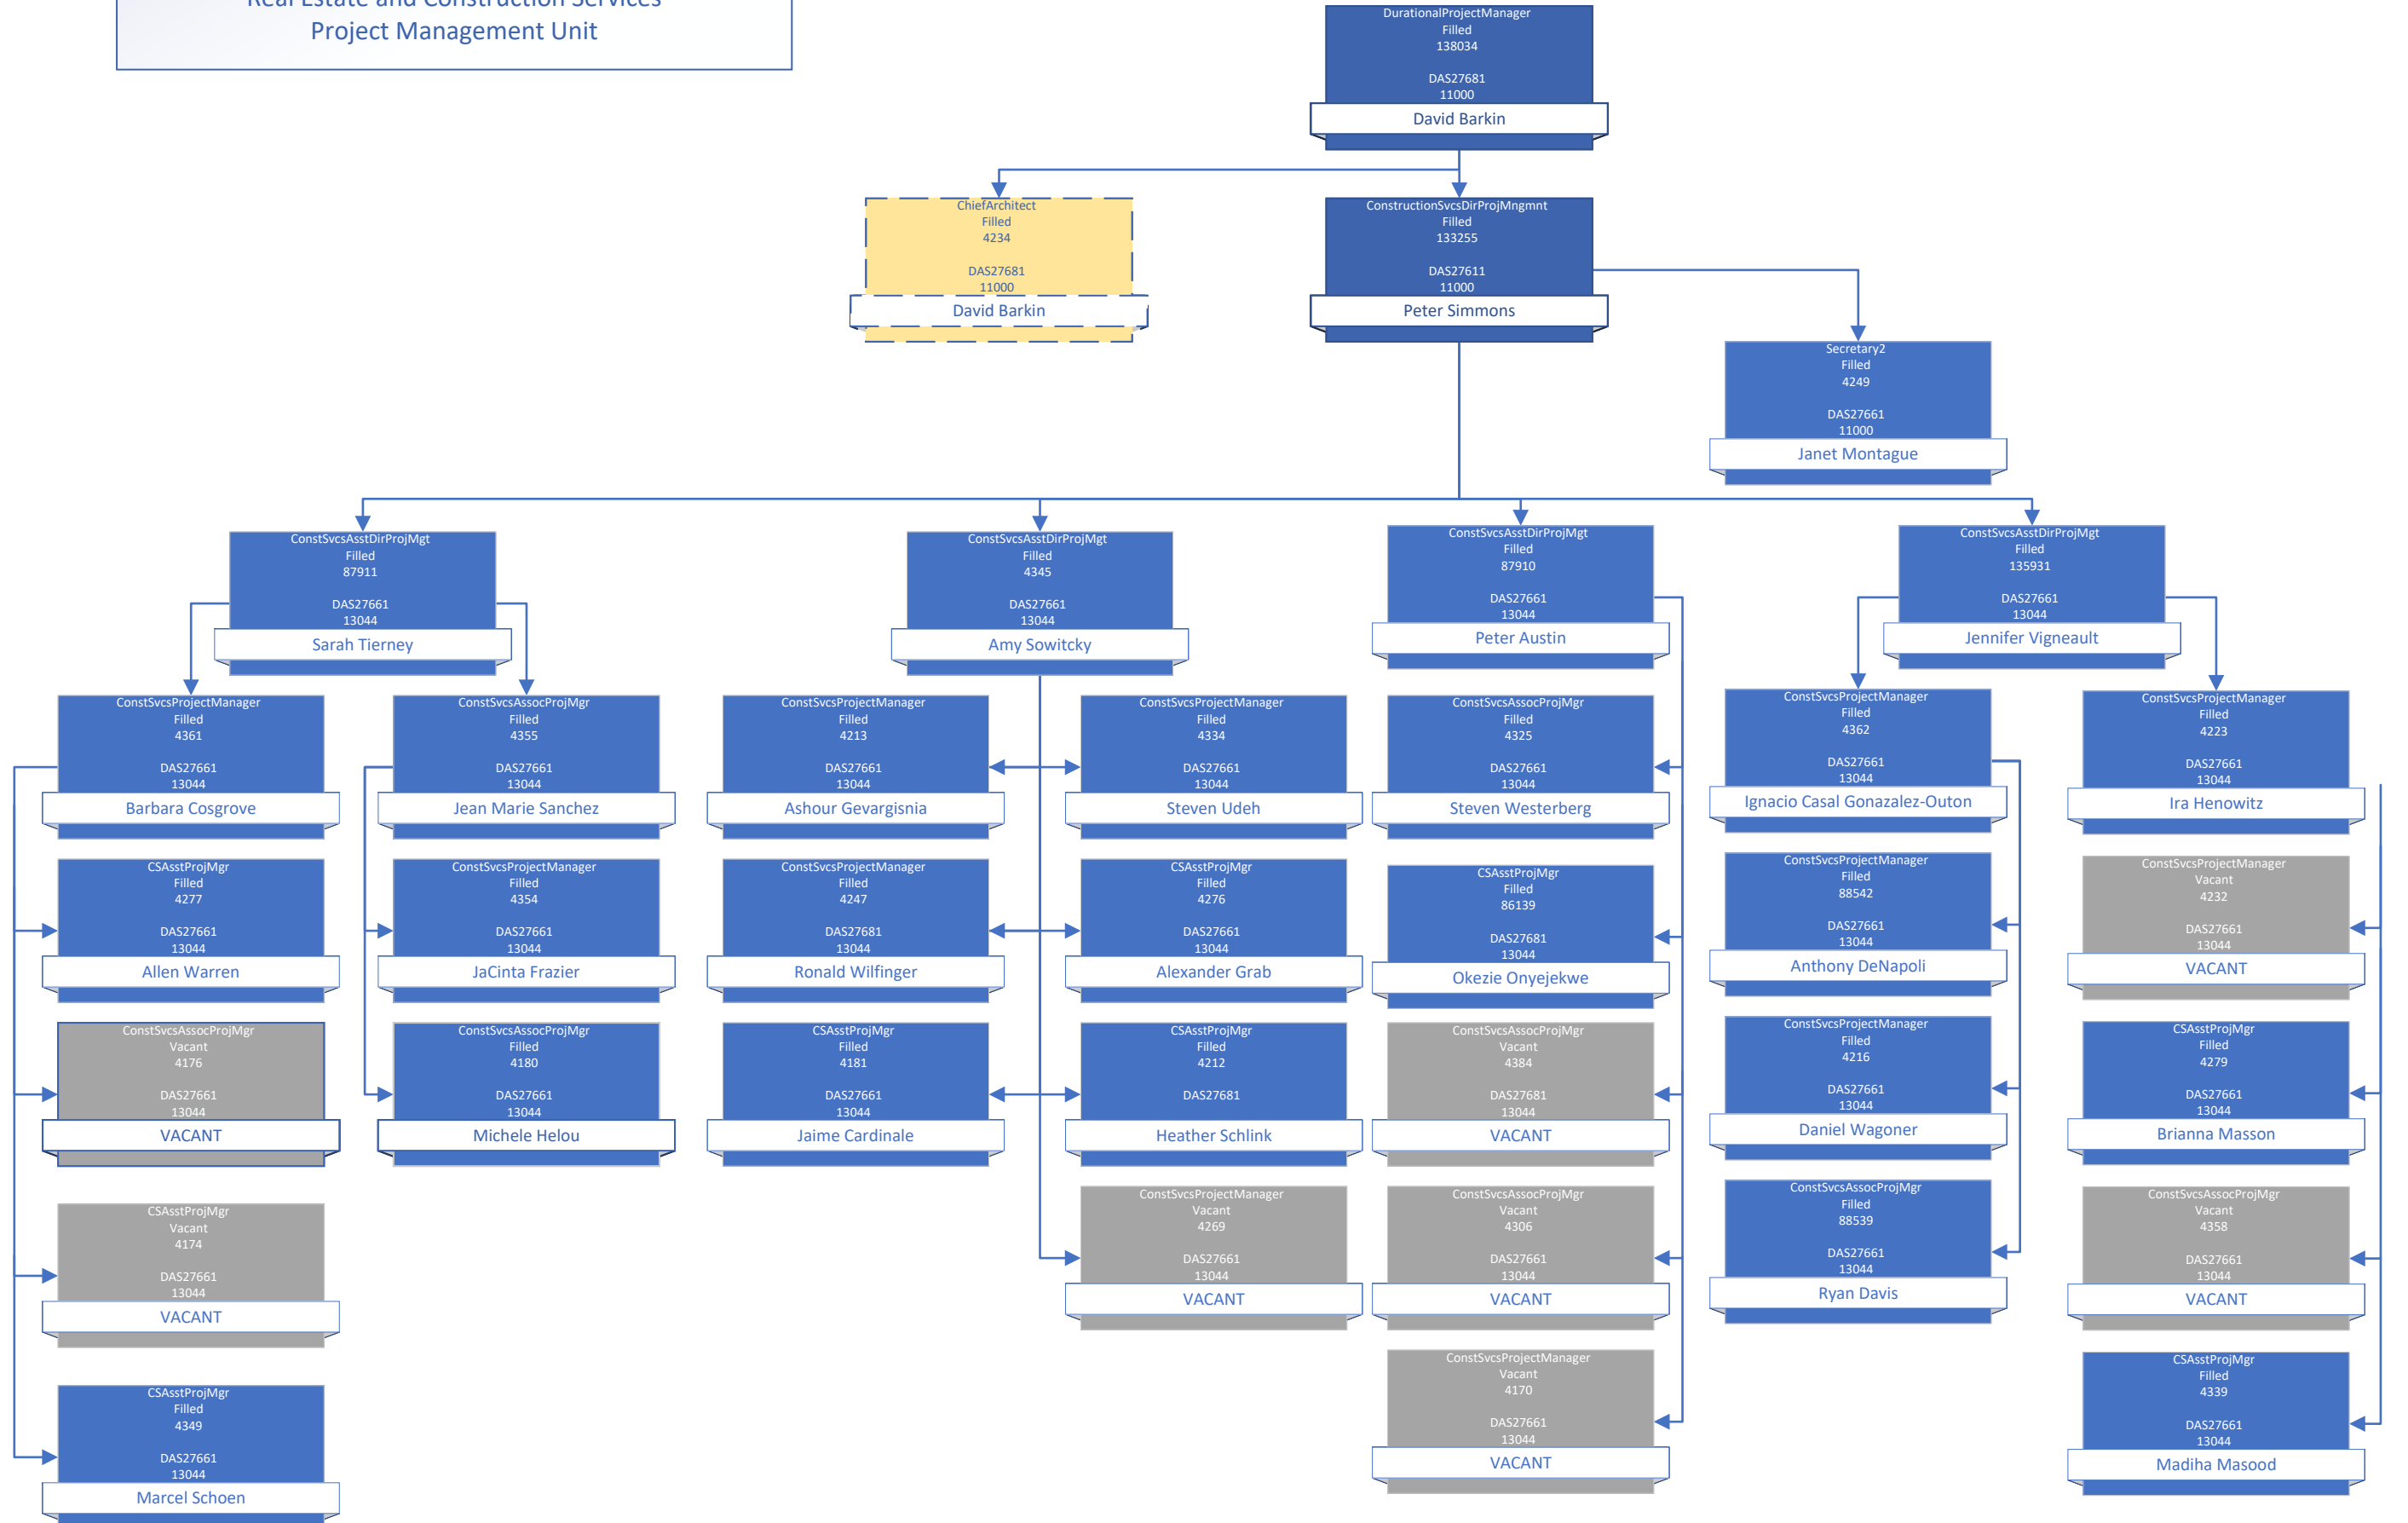 Real Estate and Construction Services
Project Management Unit
DurationalProjectManager
Filled
138034
DAS27681
11000
David Barkin
ChiefArchitect
Filled
4234
DAS27681
11000
David Barkin
ConstructionSvcsDirProjMngmnt
Filled
133255
DAS27611
11000
Peter Simmons
Secretary2
Filled
4249
DAS27661
11000
Janet Montague
ConstSvcsAsstDirProjMgt
Filled
87911
DAS27661
13044
Sarah Tierney
ConstSvcsAsstDirProjMgt
Filled
4345
DAS27661
13044
Amy Sowitcky
ConstSvcsAsstDirProjMgt
Filled
87910
DAS27661
13044
Peter Austin
ConstSvcsAsstDirProjMgt
Filled
135931
DAS27661
13044
Jennifer Vigneault
ConstSvcsProjectManager
Filled
4361
DAS27661
13044
Barbara Cosgrove
ConstSvcsAssocProjMgr
Filled
4355
DAS27661
13044
Jean Marie Sanchez
ConstSvcsProjectManager
Filled
4213
DAS27661
13044
Ashour Gevargisnia
ConstSvcsProjectManager
Filled
4334
DAS27661
13044
Steven Udeh
ConstSvcsAssocProjMgr
Filled
4325
DAS27661
13044
Steven Westerberg
ConstSvcsProjectManager
Filled
4362
DAS27661
13044
Ignacio Casal Gonazalez-Outon
ConstSvcsProjectManager
Filled
4223
DAS27661
13044
Ira Henowitz
CSAsstProjMgr
Filled
4277
DAS27661
13044
Allen Warren
ConstSvcsProjectManager
Filled
4354
DAS27661
13044
JaCinta Frazier
ConstSvcsProjectManager
Filled
4247
DAS27681
13044
Ronald Wilfinger
CSAsstProjMgr
Filled
4276
DAS27661
13044
Alexander Grab
CSAsstProjMgr
Filled
86139
DAS27681
13044
Okezie Onyejekwe
ConstSvcsProjectManager
Filled
88542
DAS27661
13044
Anthony DeNapoli
ConstSvcsProjectManager
Vacant
4232
DAS27661
13044
VACANT
ConstSvcsAssocProjMgr
Vacant
4176
DAS27661
13044
VACANT
ConstSvcsAssocProjMgr
Filled
4180
DAS27661
13044
Michele Helou
CSAsstProjMgr
Filled
4181
DAS27661
13044
Jaime Cardinale
CSAsstProjMgr
Filled
4212
DAS27681
Heather Schlink
ConstSvcsAssocProjMgr
Vacant
4384
DAS27681
13044
VACANT
ConstSvcsProjectManager
Filled
4216
DAS27661
13044
Daniel Wagoner
CSAsstProjMgr
Filled
4279
DAS27661
13044
Brianna Masson
CSAsstProjMgr
Vacant
4174
DAS27661
13044
VACANT
ConstSvcsProjectManager
Vacant
4269
DAS27661
13044
VACANT
ConstSvcsAssocProjMgr
Vacant
4306
DAS27661
13044
VACANT
ConstSvcsAssocProjMgr
Filled
88539
DAS27661
13044
Ryan Davis
ConstSvcsAssocProjMgr
Vacant
4358
DAS27661
13044
VACANT
CSAsstProjMgr
Filled
4349
DAS27661
13044
Marcel Schoen
ConstSvcsProjectManager
Vacant
4170
DAS27661
13044
VACANT
CSAsstProjMgr
Filled
4339
DAS27661
13044
Madiha Masood